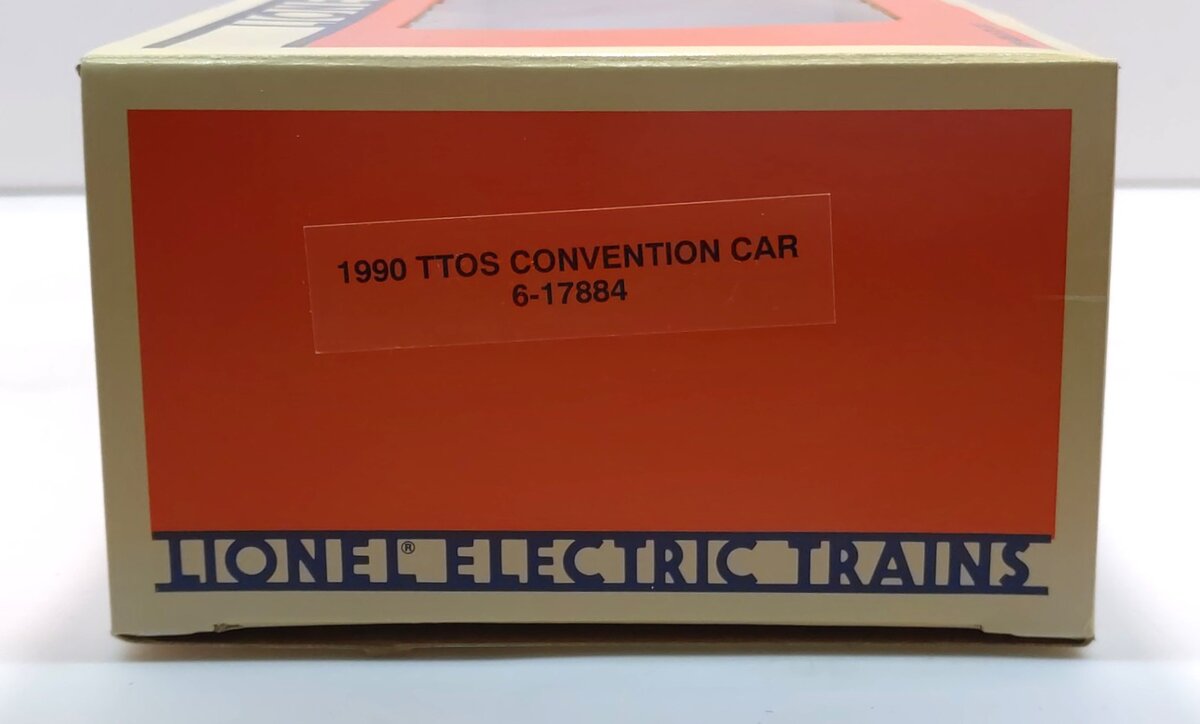 1990 TTOS CONVENTION CAR
6-17884
LIONEL® ELECTRIC TRAINS